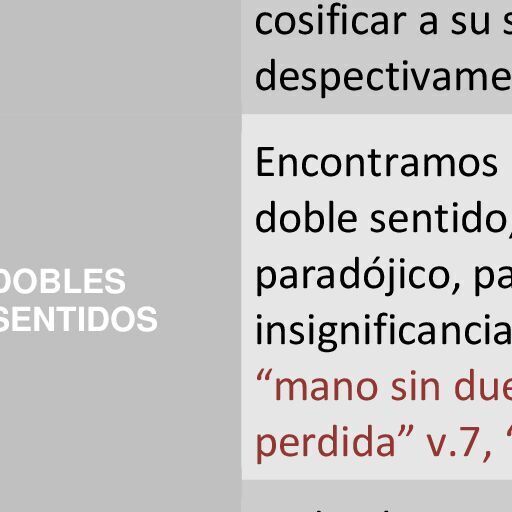 cosificar a su
despectivame
Encontramos
doble sentido,
paradójico, pa
insignificancia
“mano sin due
perdida” v.7, “
DOBLES
SENTIDOS